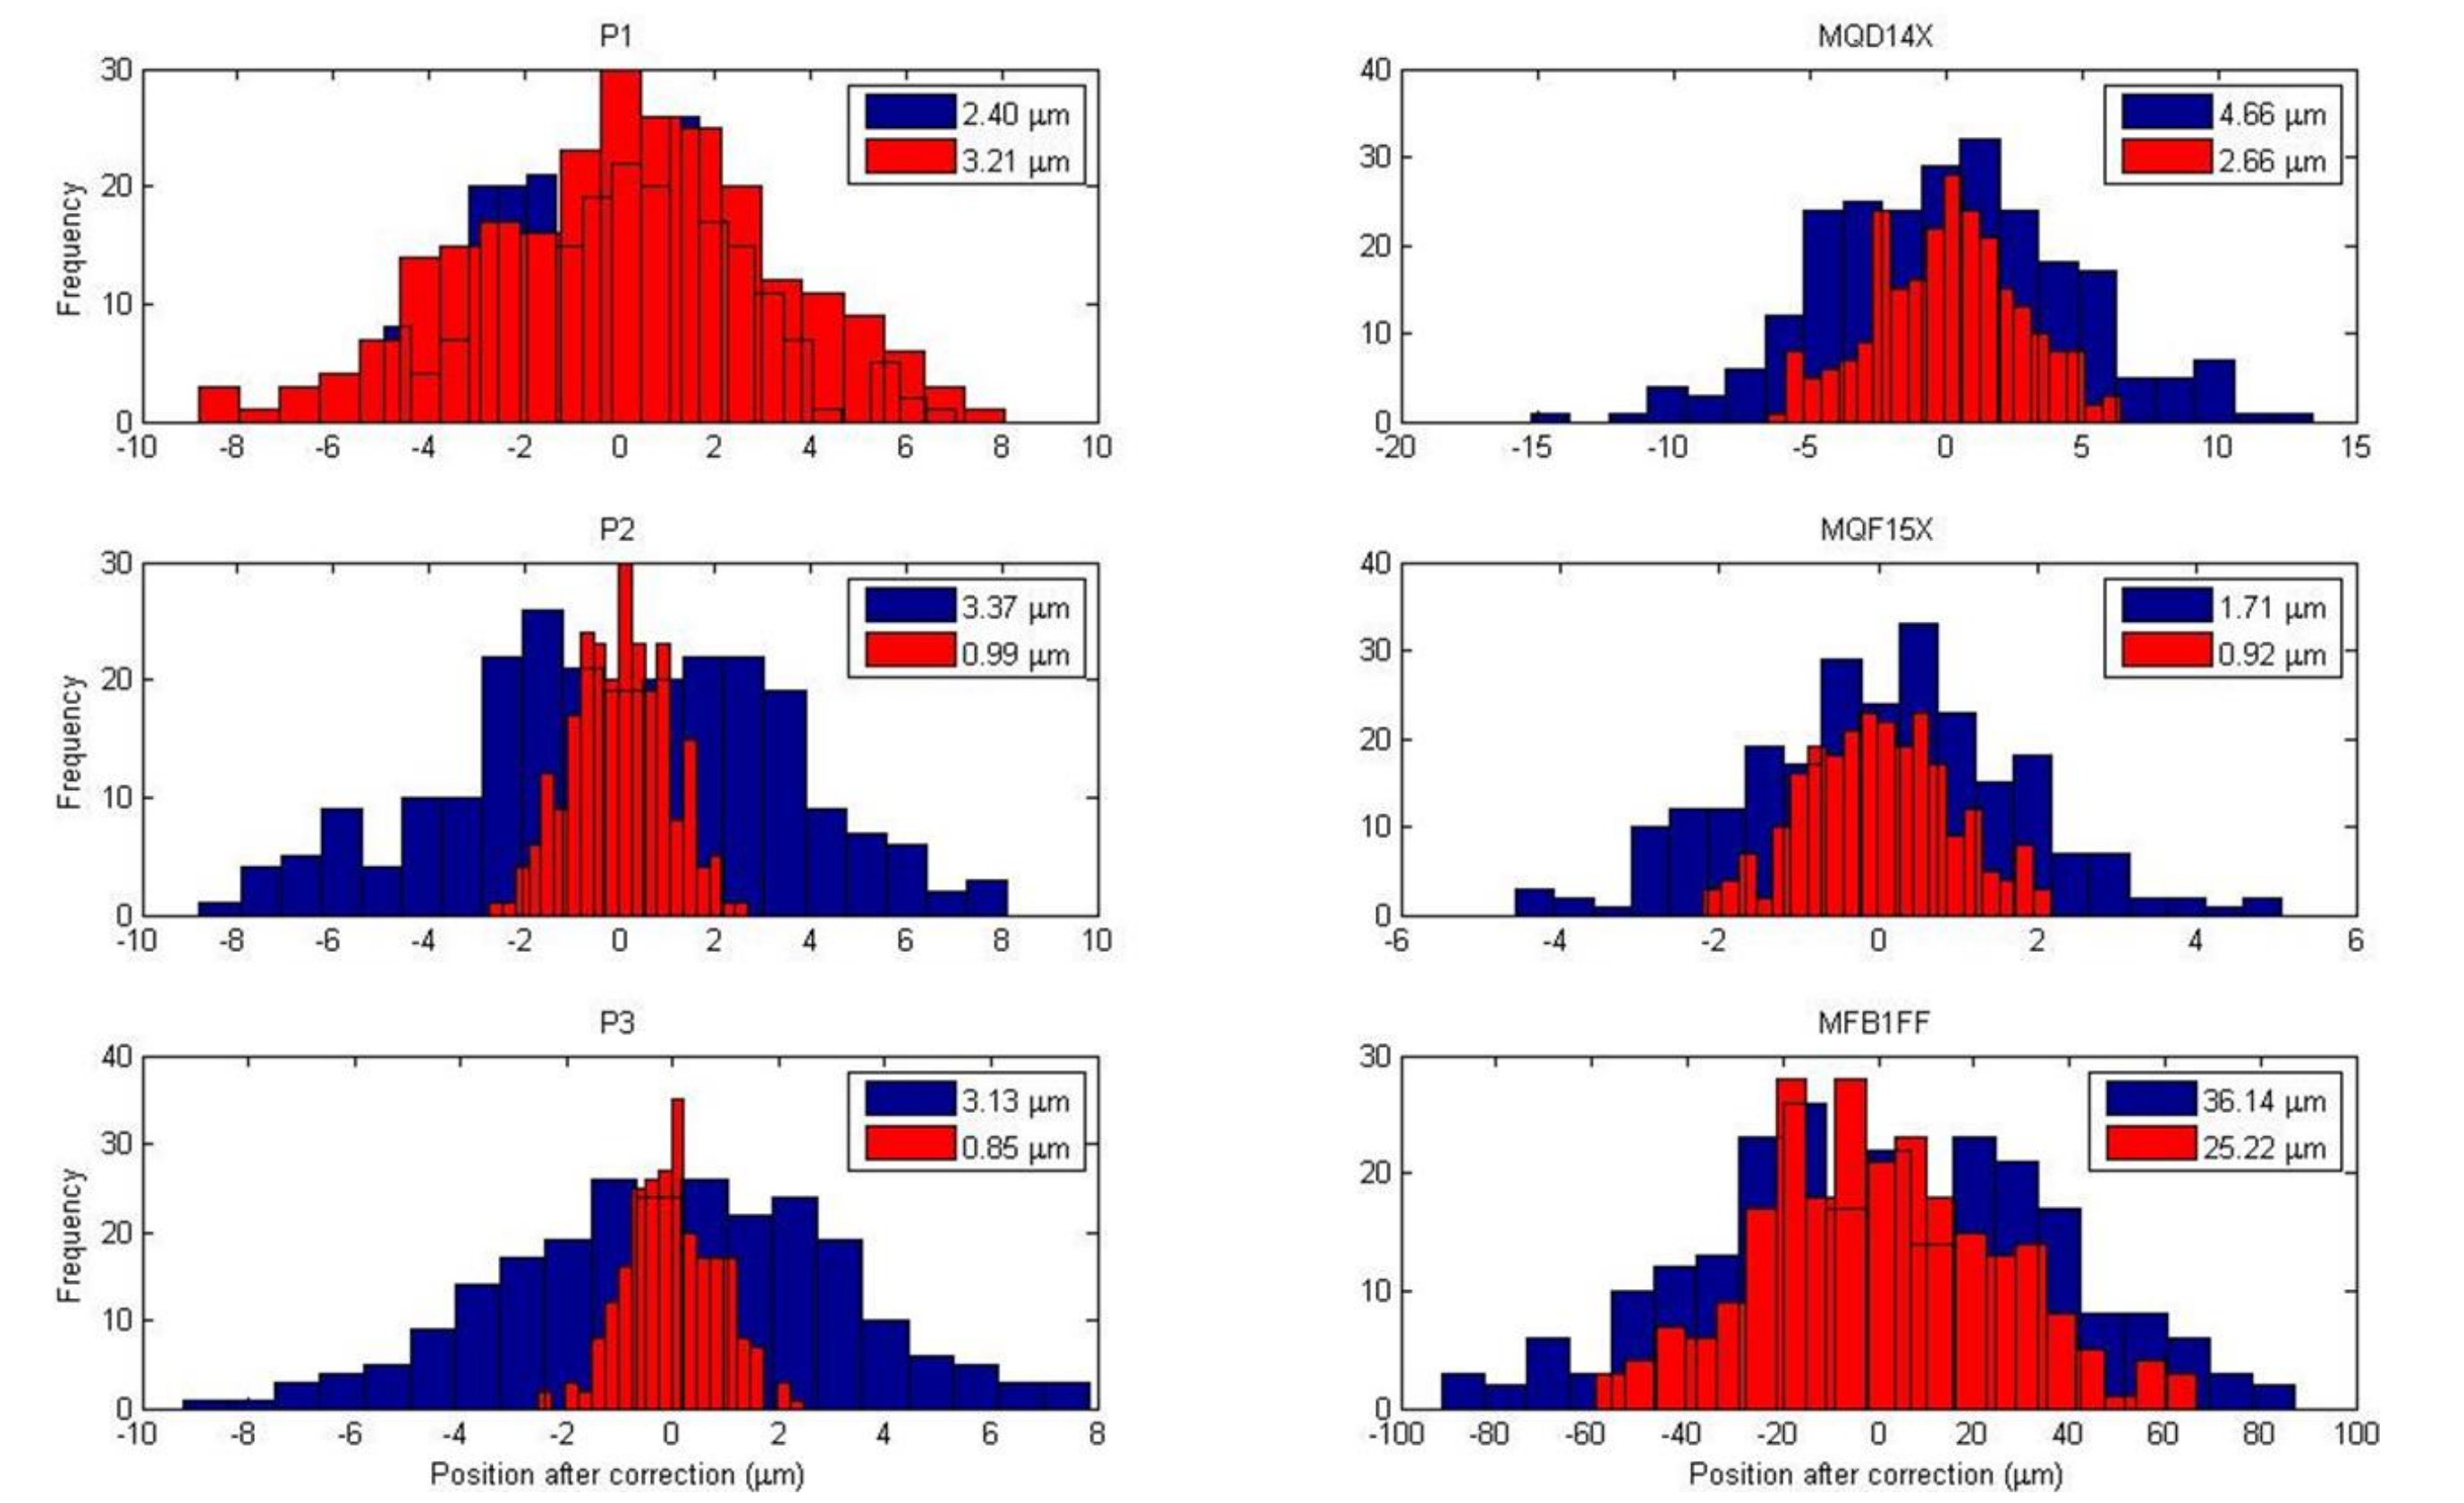 P1
30
20
10
0
Frequency
-10 -8 -6 -4 -2 0 2 4 6 8 10
2.40 µm
3.21 µm
MQD14X
40
30
20
10
0
-20 -15 -10 -5 0 5 10 15
4.66 µm
2.66 µm
P2
30
20
10
0
Frequency
-10 -8 -6 -4 -2 0 2 4 6 8 10
3.37 µm
0.99 µm
MQF15X
40
30
20
10
0
-6 -4 -2 0 2 4 6
1.71 µm
0.92 µm
P3
40
30
20
10
0
Frequency
-10 -8 -6 -4 -2 0 2 4 6 8
Position after correction (µm)
3.13 µm
0.85 µm
MFB1FF
30
20
10
0
-100 -80 -60 -40 -20 0 20 40 60 80 100
Position after correction (µm)
36.14 µm
25.22 µm